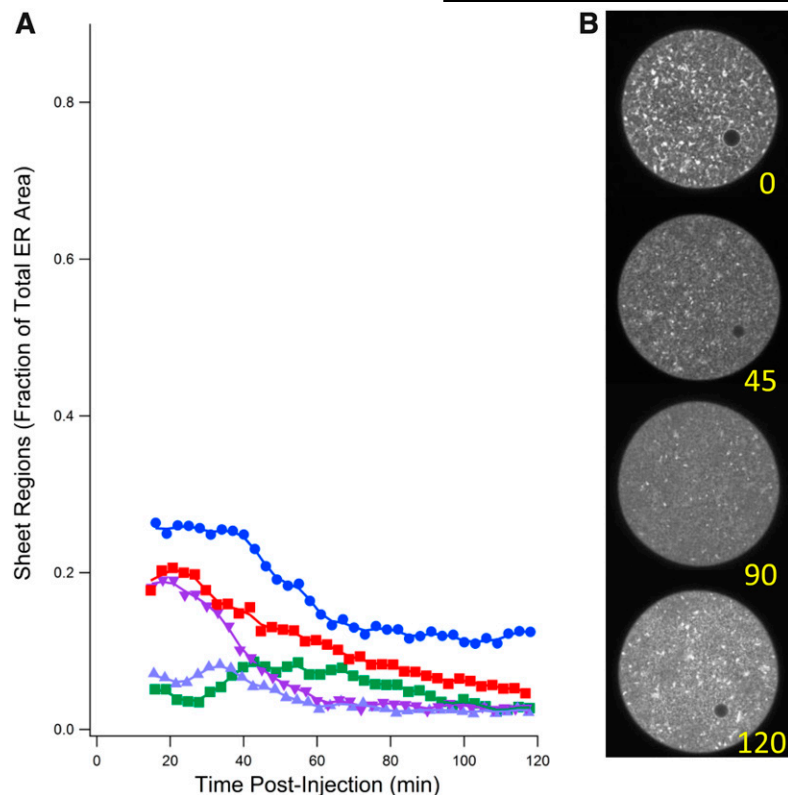 A
B
0.8
0.6
0.4
0.2
0.0
Sheet Regions (Fraction of Total ER Area)
0 20 40 60 80 100 120
Time Post-Injection (min)
0
45
90
120